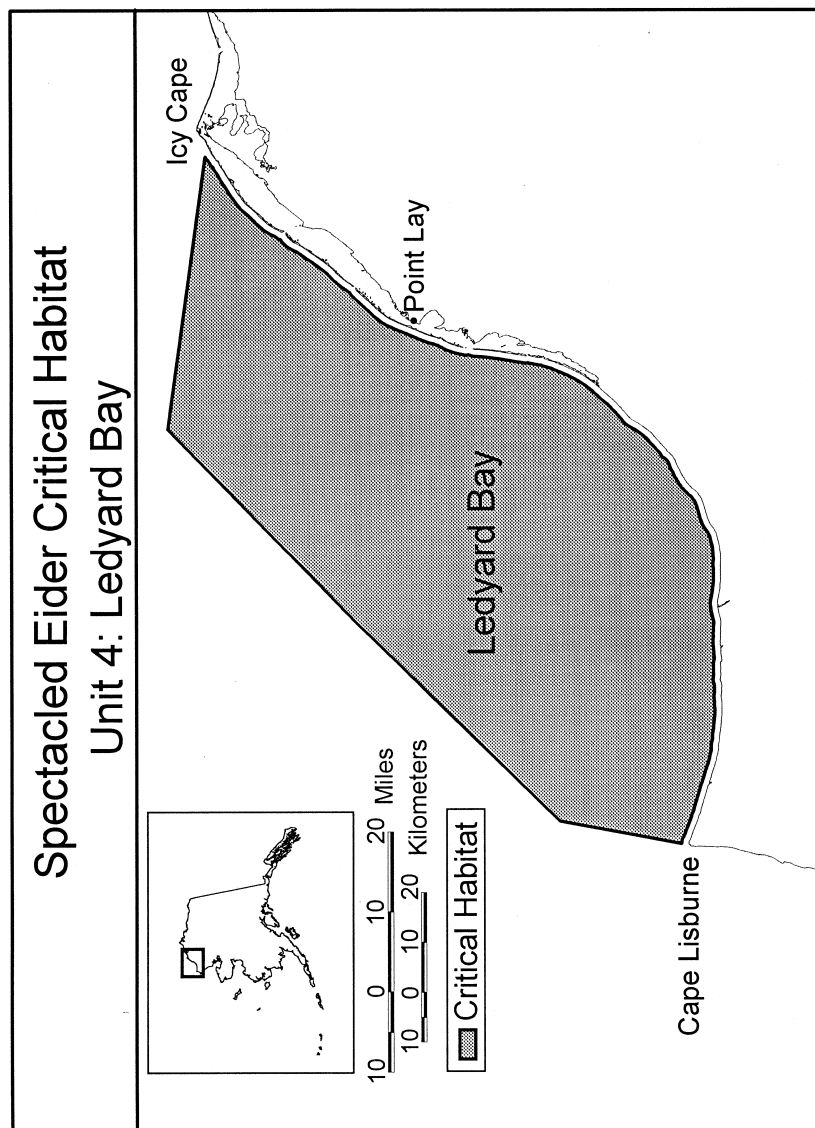 Spectacled Eider Critical Habitat
Unit 4: Ledyard Bay
Icy Cape
Point Lay
Ledyard Bay
Cape Lisburne
10 0 10 20 Miles
10 0 10 20 Kilometers
Critical Habitat